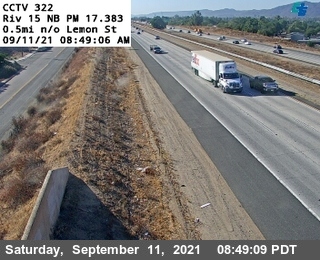 CCTV 322
Riv 15 NB PM 17.383
0.5mi n/o Lemon St
09/11/21 08:49:06 AM
Saturday, September 11, 2021 08:49:09 PDT